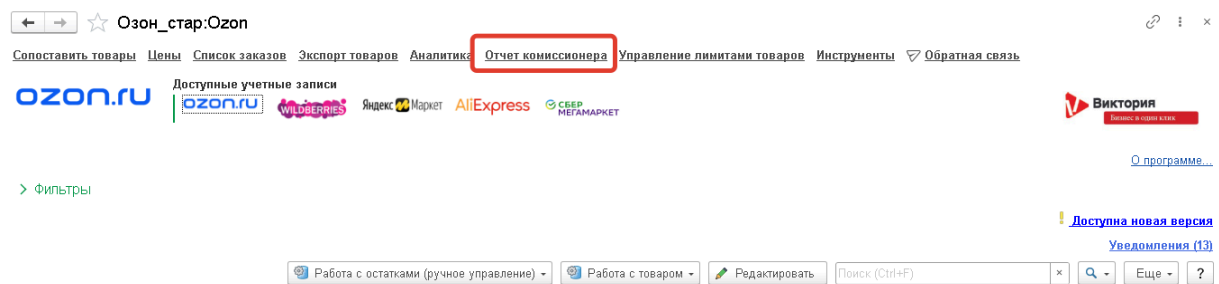 Озон_стар:Ozon
Сопоставить товары Цены Список заказов Экспорт товаров Аналитика Отчет комиссионера Управление лимитами товаров Инструменты Обратная связь
Доступные учетные записи
ozon.ru ozon.ru WILDBERRIES Яндекс Маркет AliExpress СБЕР МЕГАМАРКЕТ
Виктория
Бизнес в один клик
О программе...
Фильтры
Доступна новая версия
Уведомления (13)
Работа с остатками (ручное управление) Работа с товаром Редактировать Поиск (Ctrl+F) × Еще ?